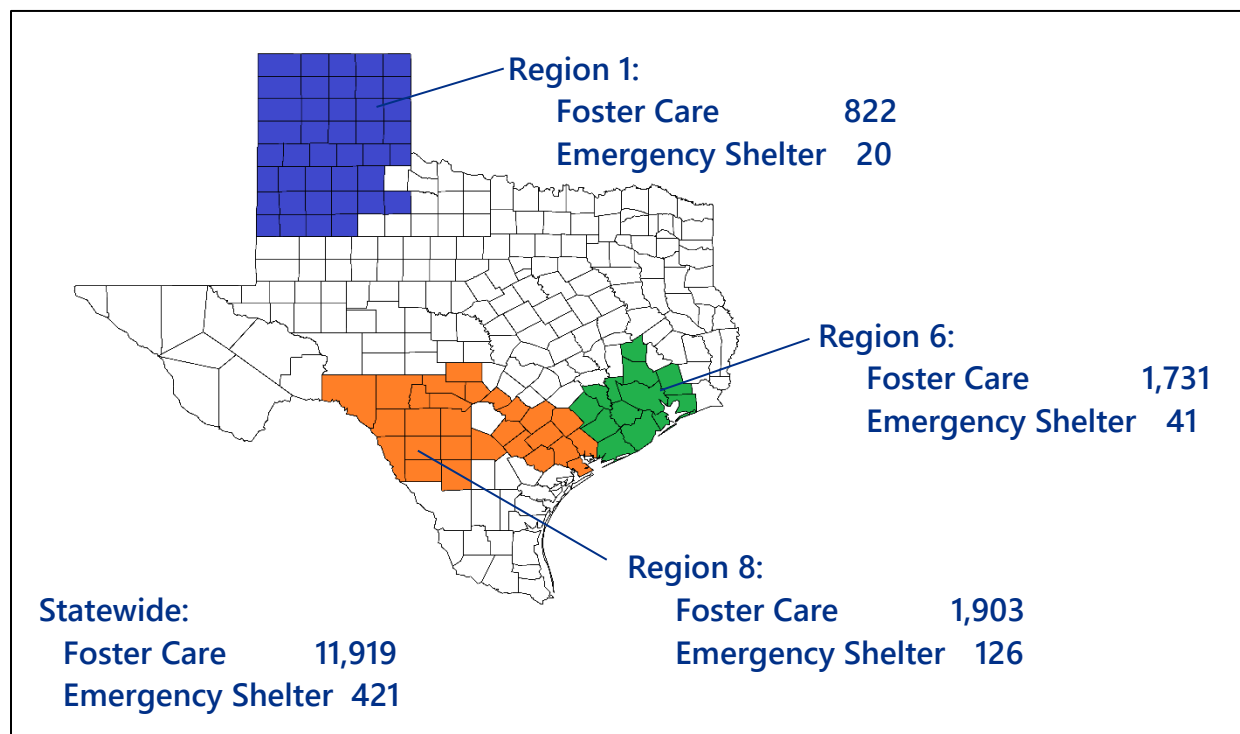 Region 1:
Foster Care 822
Emergency Shelter 20
Region 6:
Foster Care 1,731
Emergency Shelter 41
Region 8:
Foster Care 1,903
Emergency Shelter 126
Statewide:
Foster Care 11,919
Emergency Shelter 421